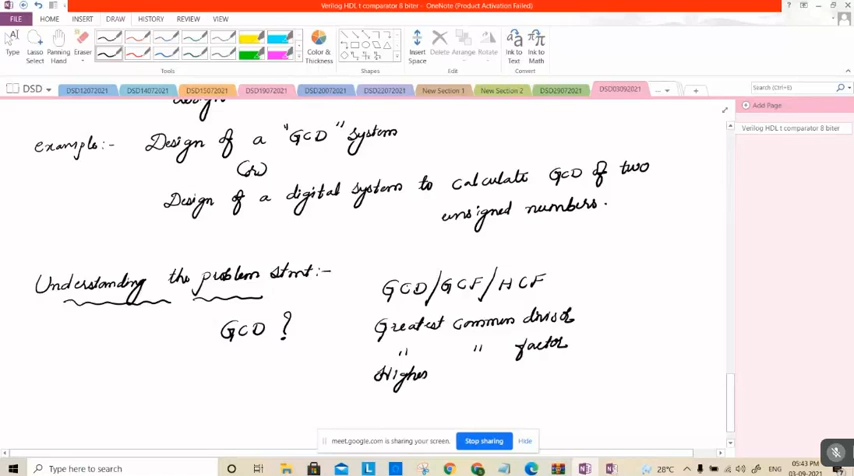 Verilog HDL t comparator 8 biter - OneNote (Product Activation Failed)
FILE HOME INSERT DRAW HISTORY REVIEW VIEW
Type Lasso Select Panning Hand Eraser Color & Thickness Insert Space Delete Arrange Rotate Ink to Text Ink to Math
Tools Shapes Edit Convert
DSD DSD12072021 DSD14072021 DSD15072021 DSD19072021 DSD20072021 DSD22072021 New Section 1 New Section 2 DSD29072021 DSD03092021 Search (Ctrl+E)
Add Page
Verilog HDL t comparator 8 biter
design
example:- Design of a "GCD" system
(or)
Design of a digital system to calculate GCD of two
unsigned numbers.
Understanding the problem stmt:-
GCD/GCF/HCF
GCD ?
Greatest common divisor
" " factor
Highes
meet.google.com is sharing your screen. Stop sharing Hide
Type here to search
28°C ENG 05:43 PM
03-09-2021